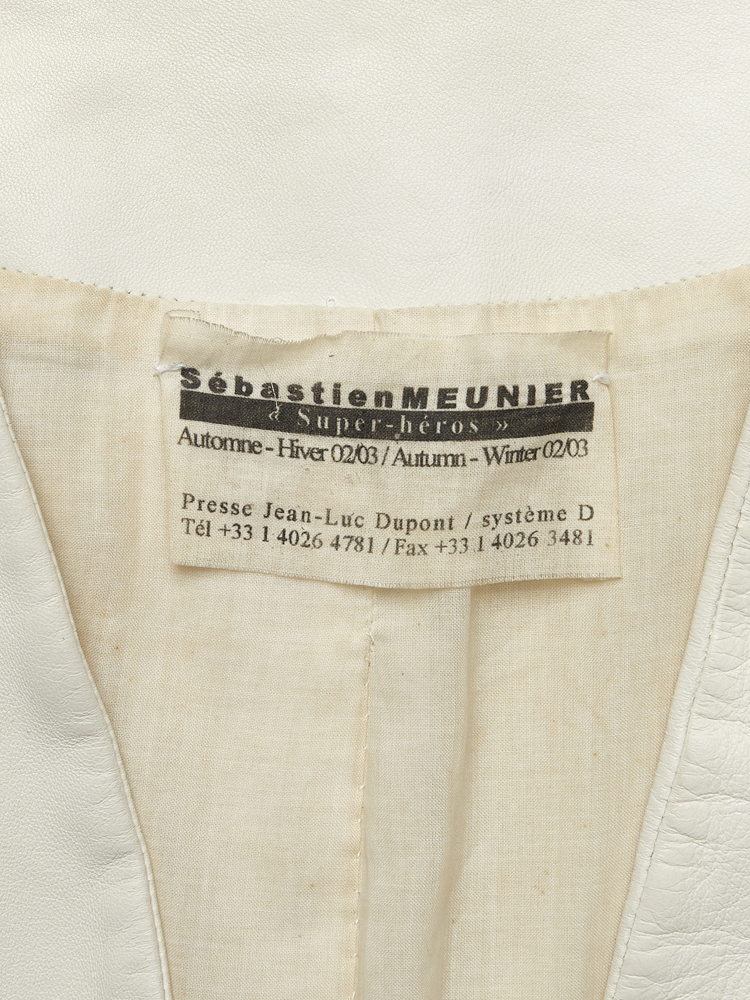 SébastienMEUNIER
« Super-héros »
Automne - Hiver 02/03 / Autumn - Winter 02/03
Presse Jean-Luc Dupont / système D
Tél +33 1 4026 4781 / Fax +33 1 4026 3481